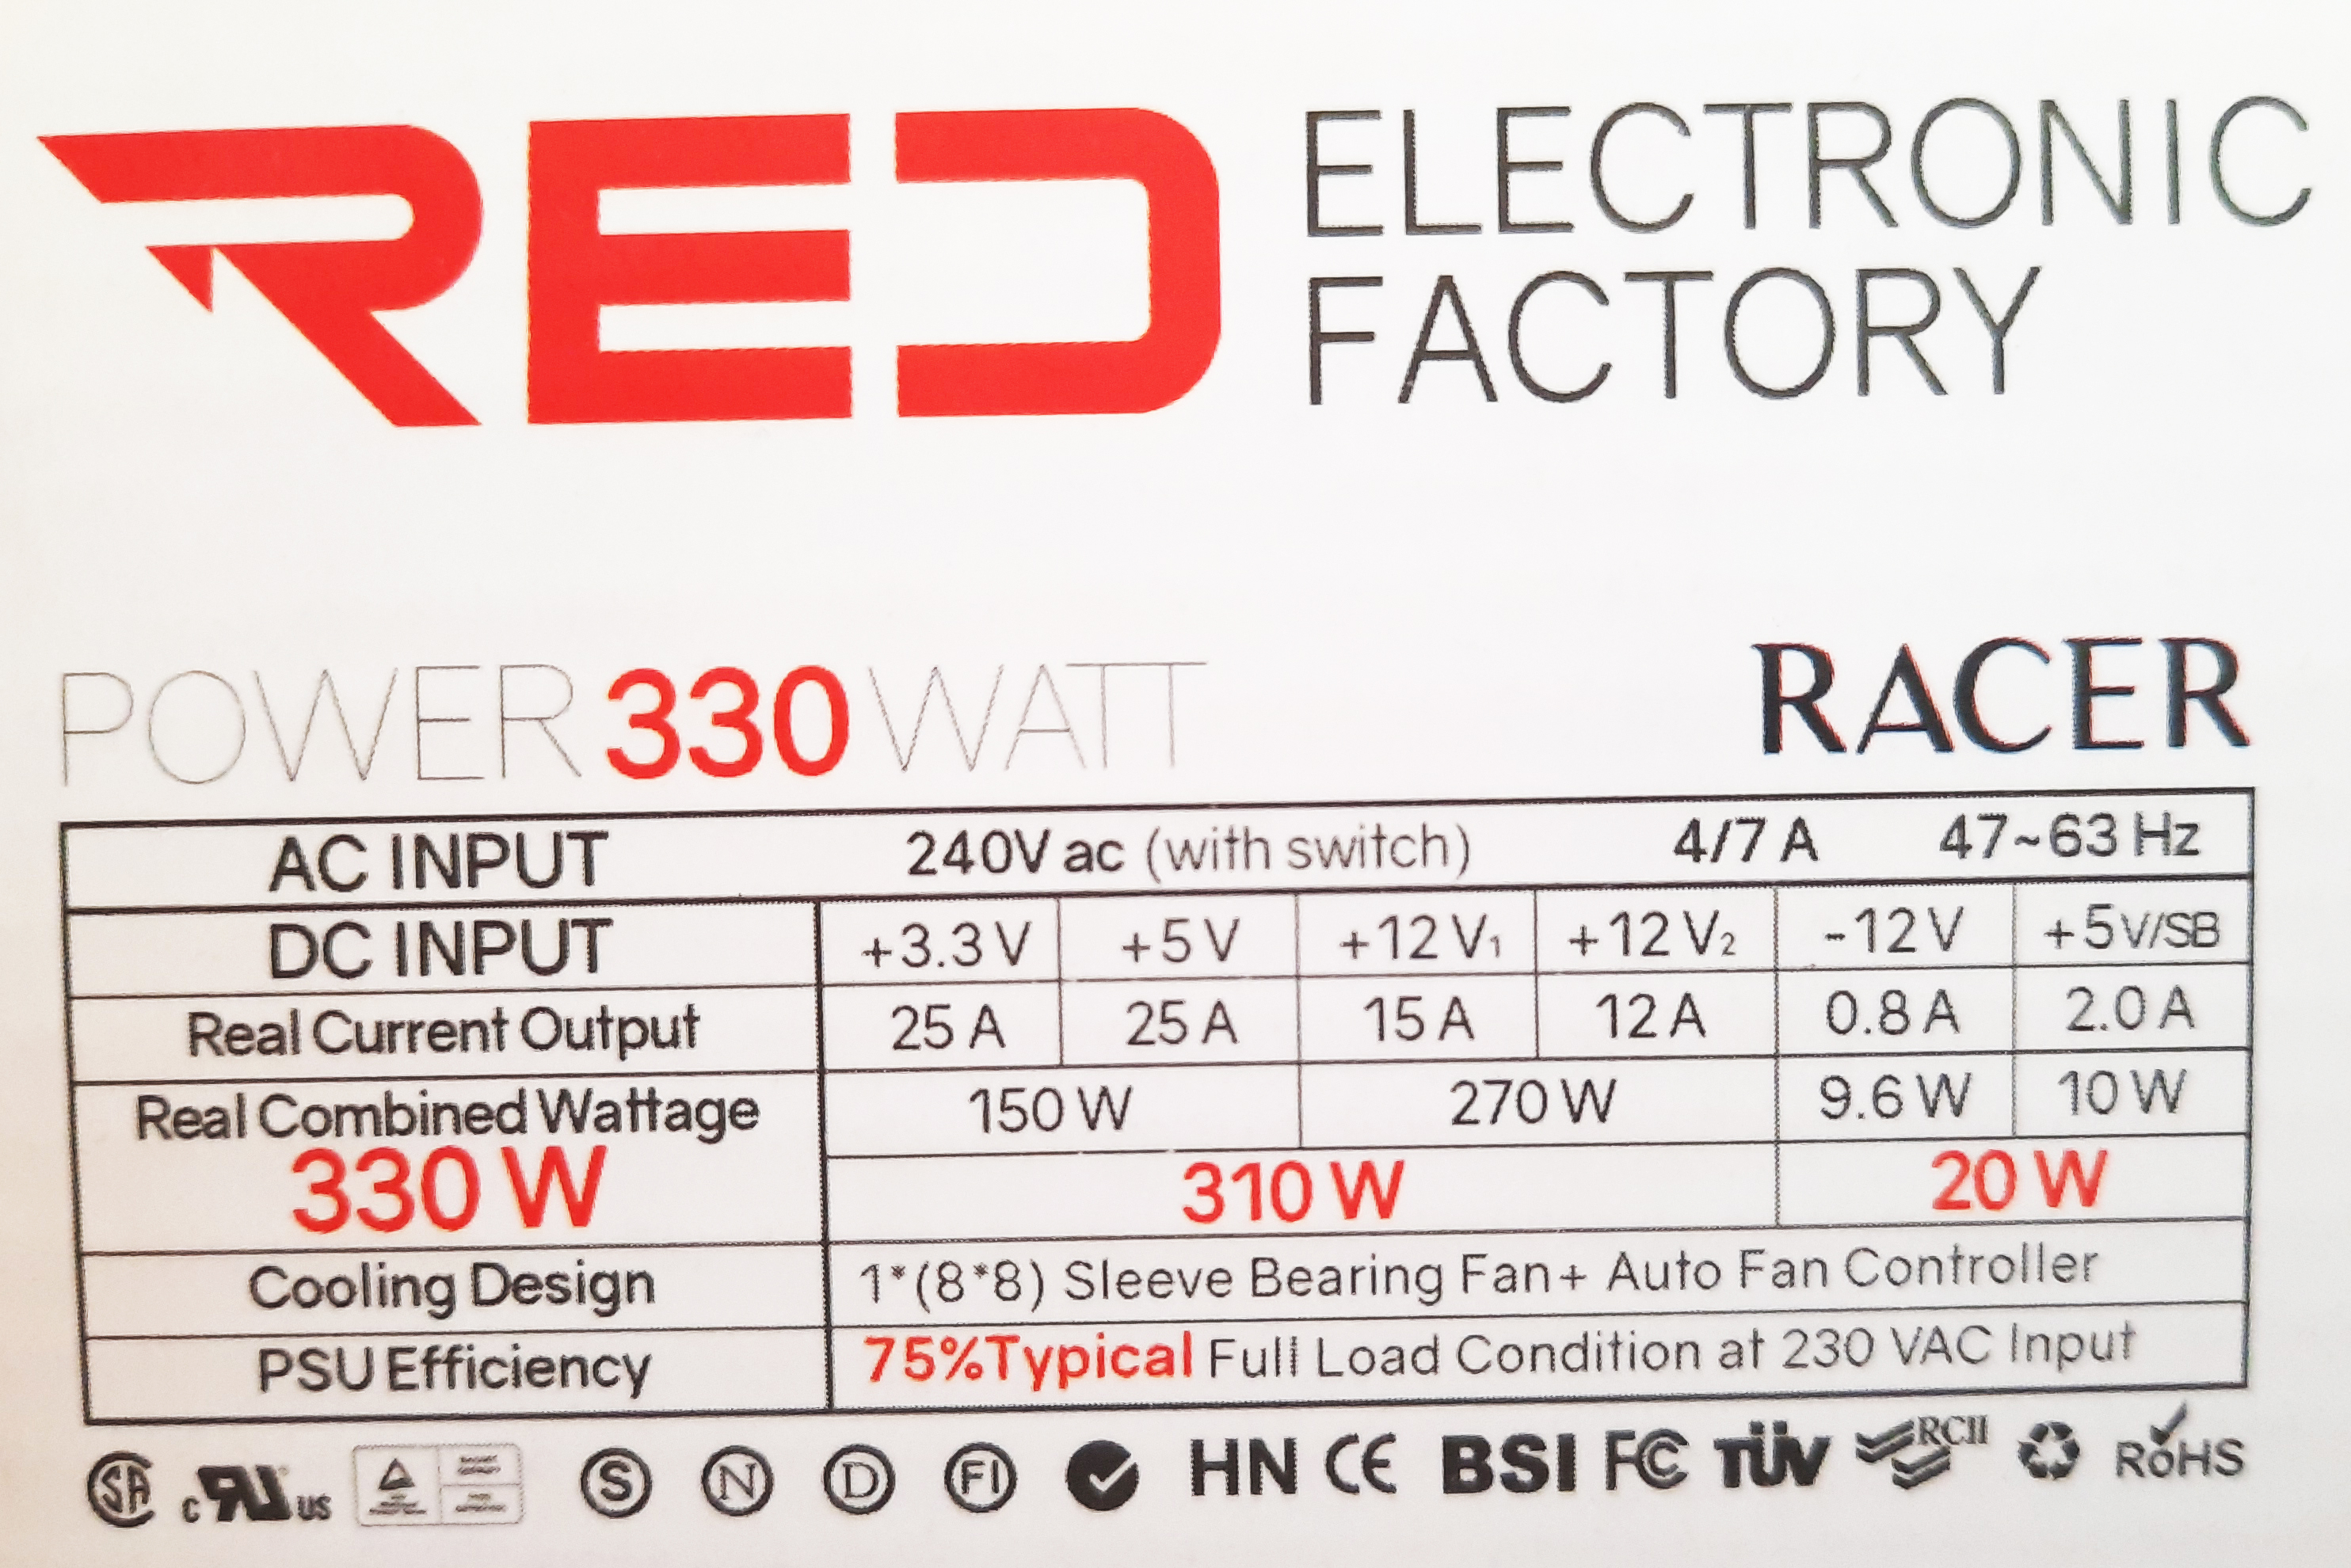 RED ELECTRONIC
FACTORY
POWER 330 WATT
RACER
AC INPUT 240V ac (with switch) 4/7 A 47~63 Hz
DC INPUT +3.3 V +5 V +12 V₁ +12 V₂ -12 V +5V/SB
Real Current Output 25 A 25 A 15 A 12 A 0.8 A 2.0 A
Real Combined Wattage 150 W 270 W 9.6 W 10 W
330 W 310 W 20 W
Cooling Design 1*(8*8) Sleeve Bearing Fan+ Auto Fan Controller
PSU Efficiency 75%Typical Full Load Condition at 230 VAC Input
SA c RU us S N D FI HN CE BSI FC TÜV RCII RoHS